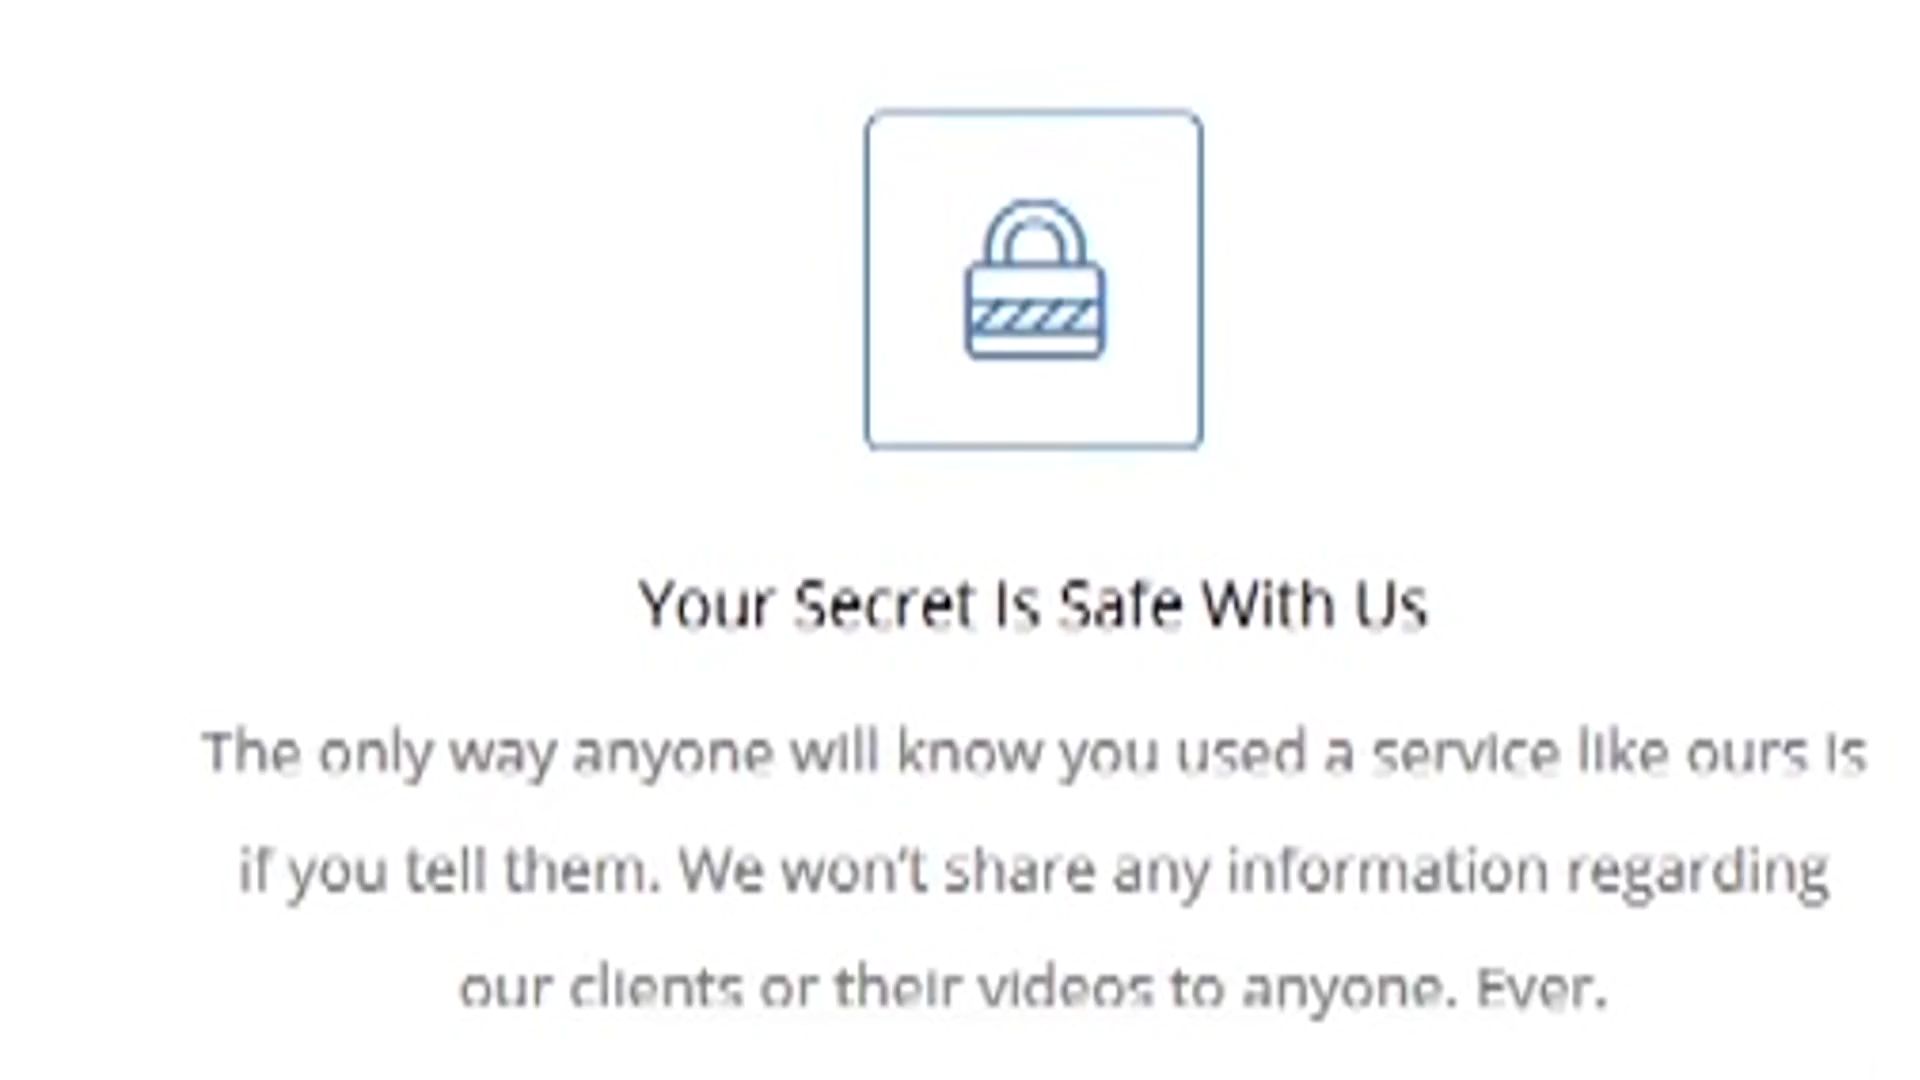 Your Secret Is Safe With Us
The only way anyone will know you used a service like ours is
if you tell them. We won't share any information regarding
our clients or their videos to anyone. Ever.